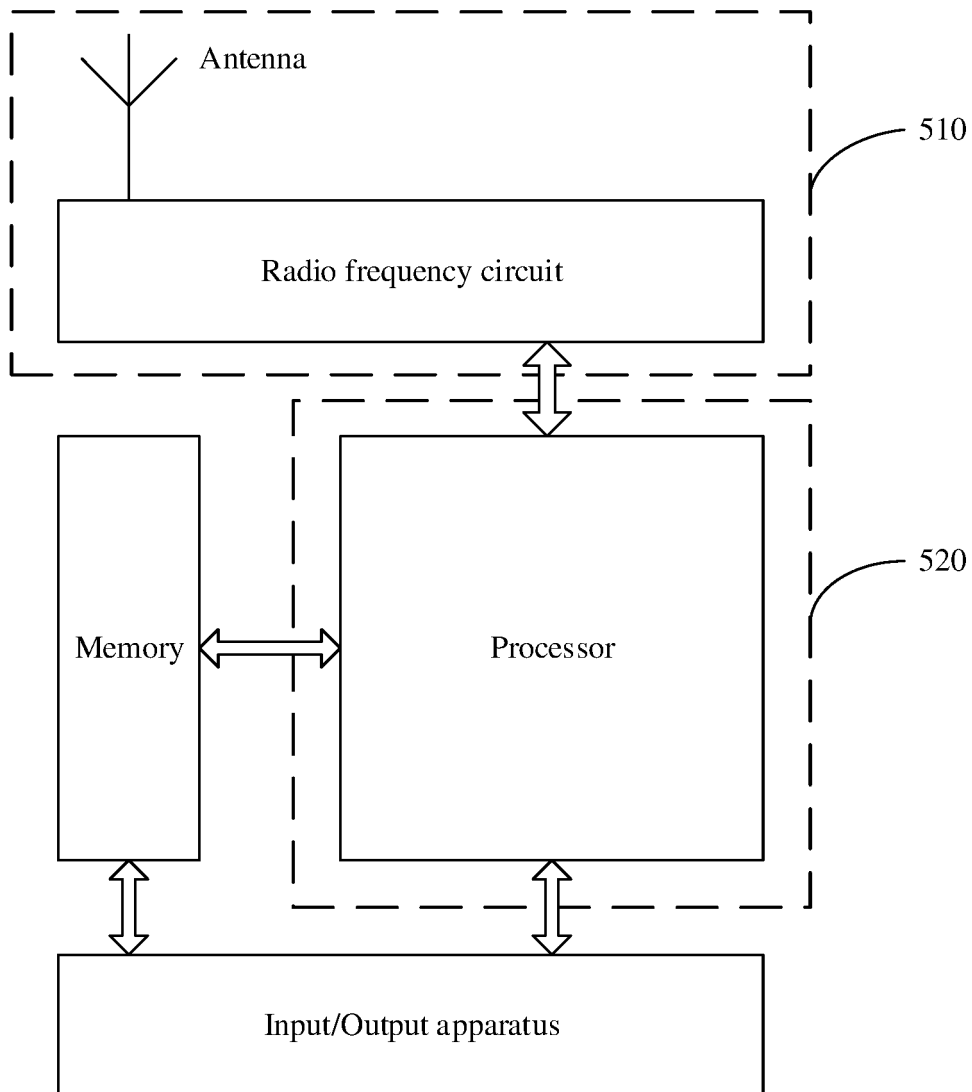 Antenna
510
Radio frequency circuit
520
Memory
Processor
Input/Output apparatus